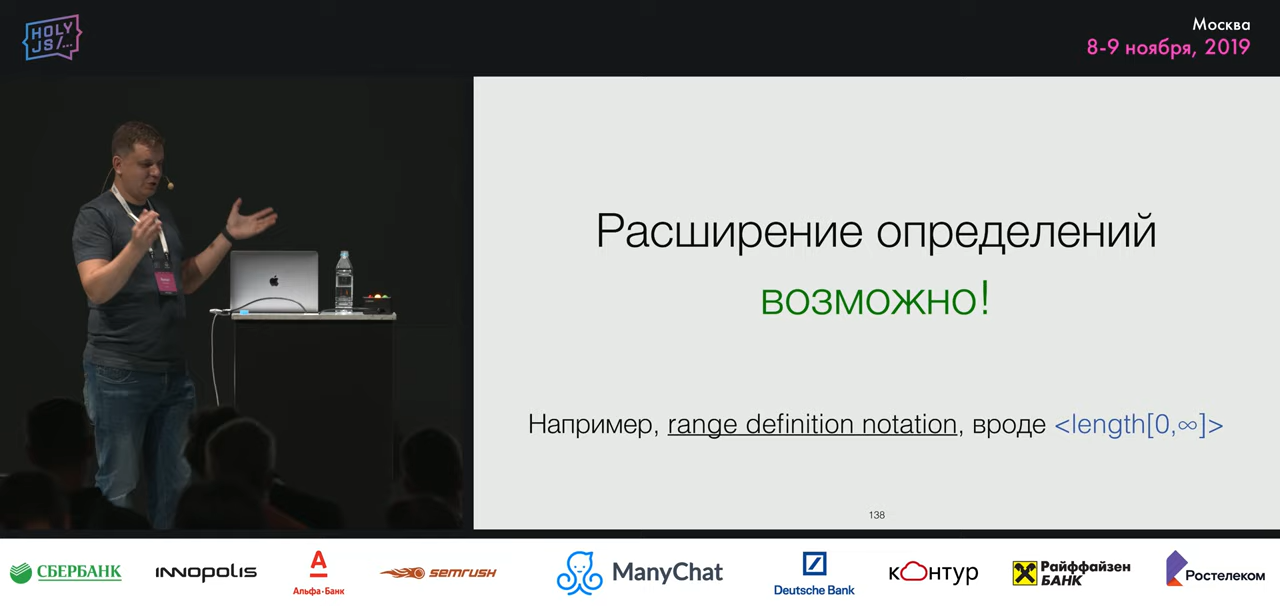 HOLY
JS/...
Москва
8-9 ноября, 2019
Расширение определений
возможно!
Например, range definition notation, вроде <length[0,∞]>
138
СБЕРБАНК
INNOPOLIS
Альфа·Банк
semrush
ManyChat
Deutsche Bank
контур
Райффайзен
БАНК
Ростелеком